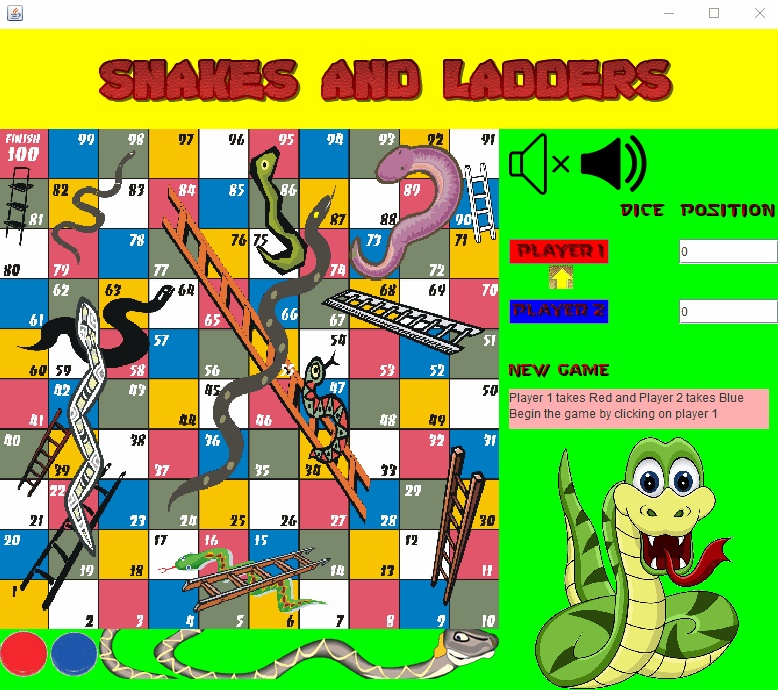 SNAKES AND LADDERS
FINISH
100 99 98 97 96 95 94 93 92 91
81 82 83 84 85 86 87 88 89 90
80 79 78 77 76 75 74 73 72 71
61 62 63 64 65 66 67 68 69 70
60 59 58 57 56 55 54 53 52 51
41 42 43 44 45 46 47 48 49 50
40 39 38 37 36 35 34 33 32 31
21 22 23 24 25 26 27 28 29 30
20 19 18 17 16 15 14 13 12 11
1 2 3 4 5 6 7 8 9 10
DICE POSITION
PLAYER 1 0
PLAYER 2 0
NEW GAME
Player 1 takes Red and Player 2 takes Blue
Begin the game by clicking on player 1